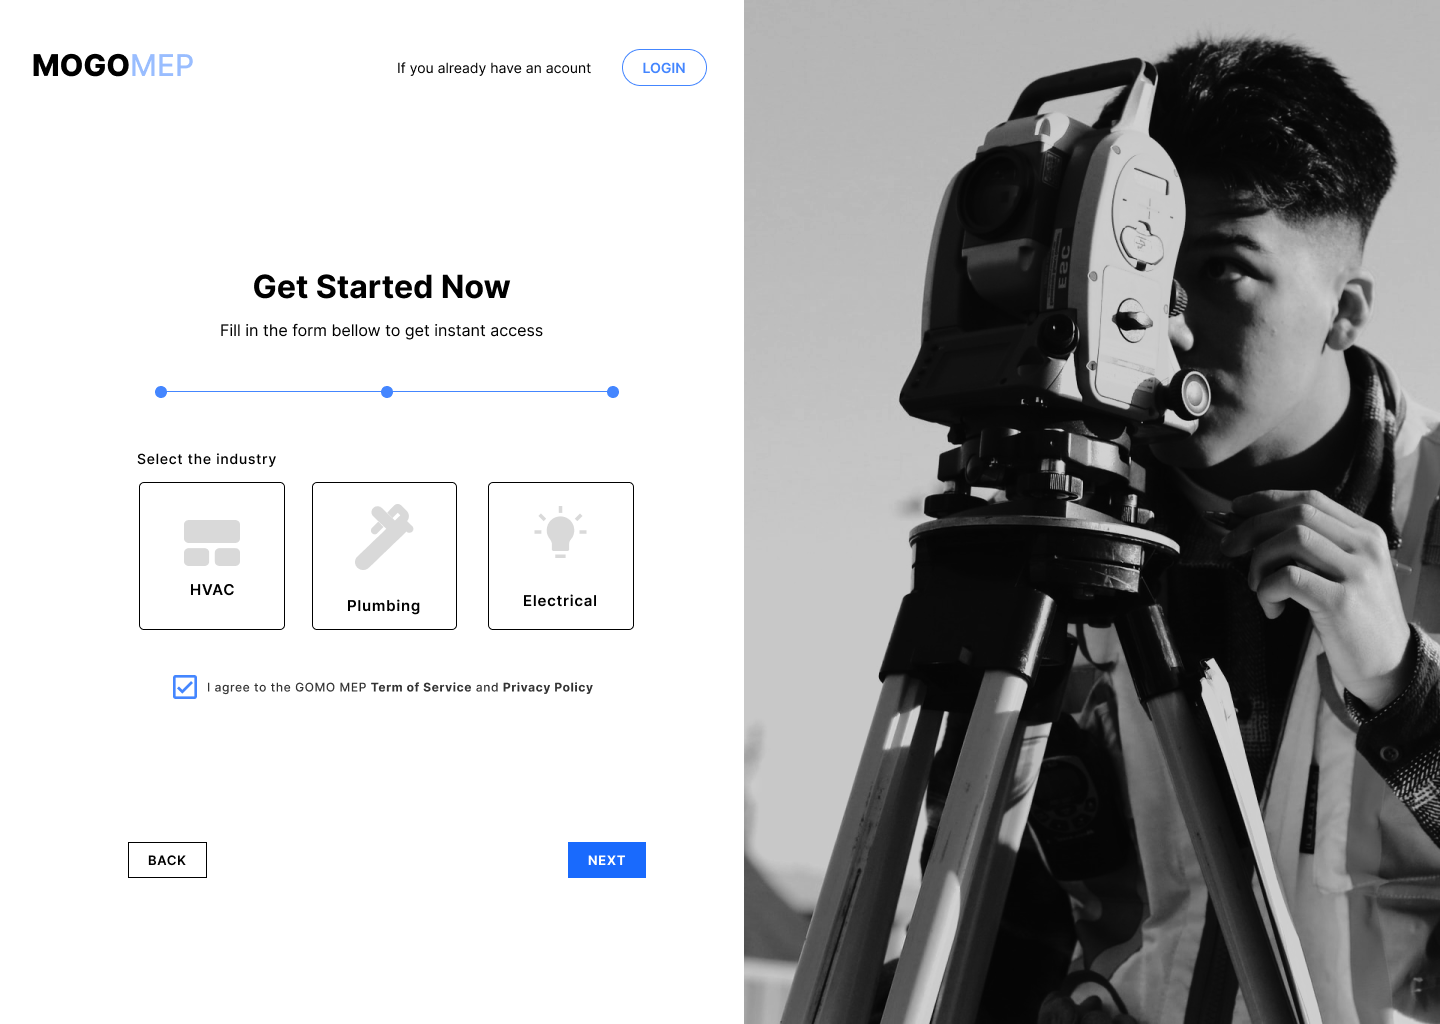 MOGOMEP
If you already have an acount
LOGIN
Get Started Now
Fill in the form bellow to get instant access
Select the industry
HVAC
Plumbing
Electrical
I agree to the GOMO MEP Term of Service and Privacy Policy
BACK
NEXT